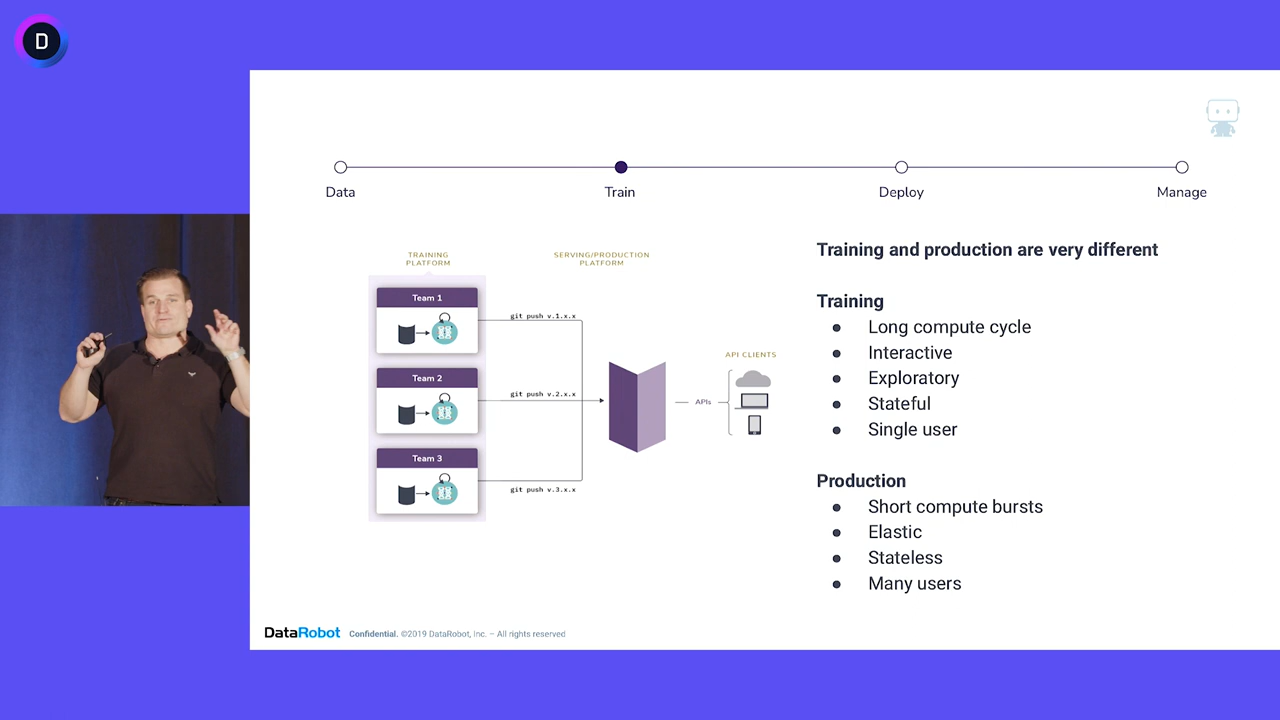 D
Data
Train
Deploy
Manage
TRAINING
PLATFORM
SERVING/PRODUCTION
PLATFORM
Team 1
Team 2
Team 3
git push v.1.x.x
git push v.2.x.x
git push v.3.x.x
API CLIENTS
APIs
Training and production are very different
Training
● Long compute cycle
● Interactive
● Exploratory
● Stateful
● Single user
Production
● Short compute bursts
● Elastic
● Stateless
● Many users
DataRobot Confidential. ©2019 DataRobot, Inc. – All rights reserved